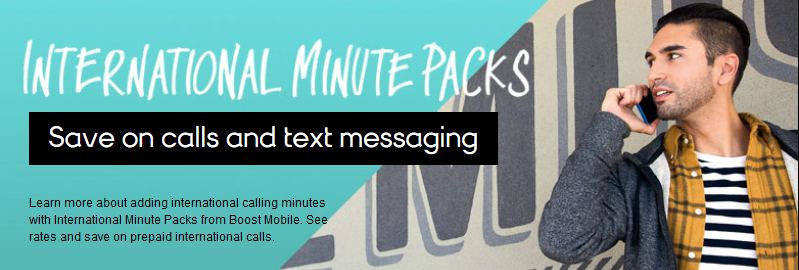 INTERNATIONAL MINUTE PACKS
Save on calls and text messaging
Learn more about adding international calling minutes
with International Minute Packs from Boost Mobile. See
rates and save on prepaid international calls.